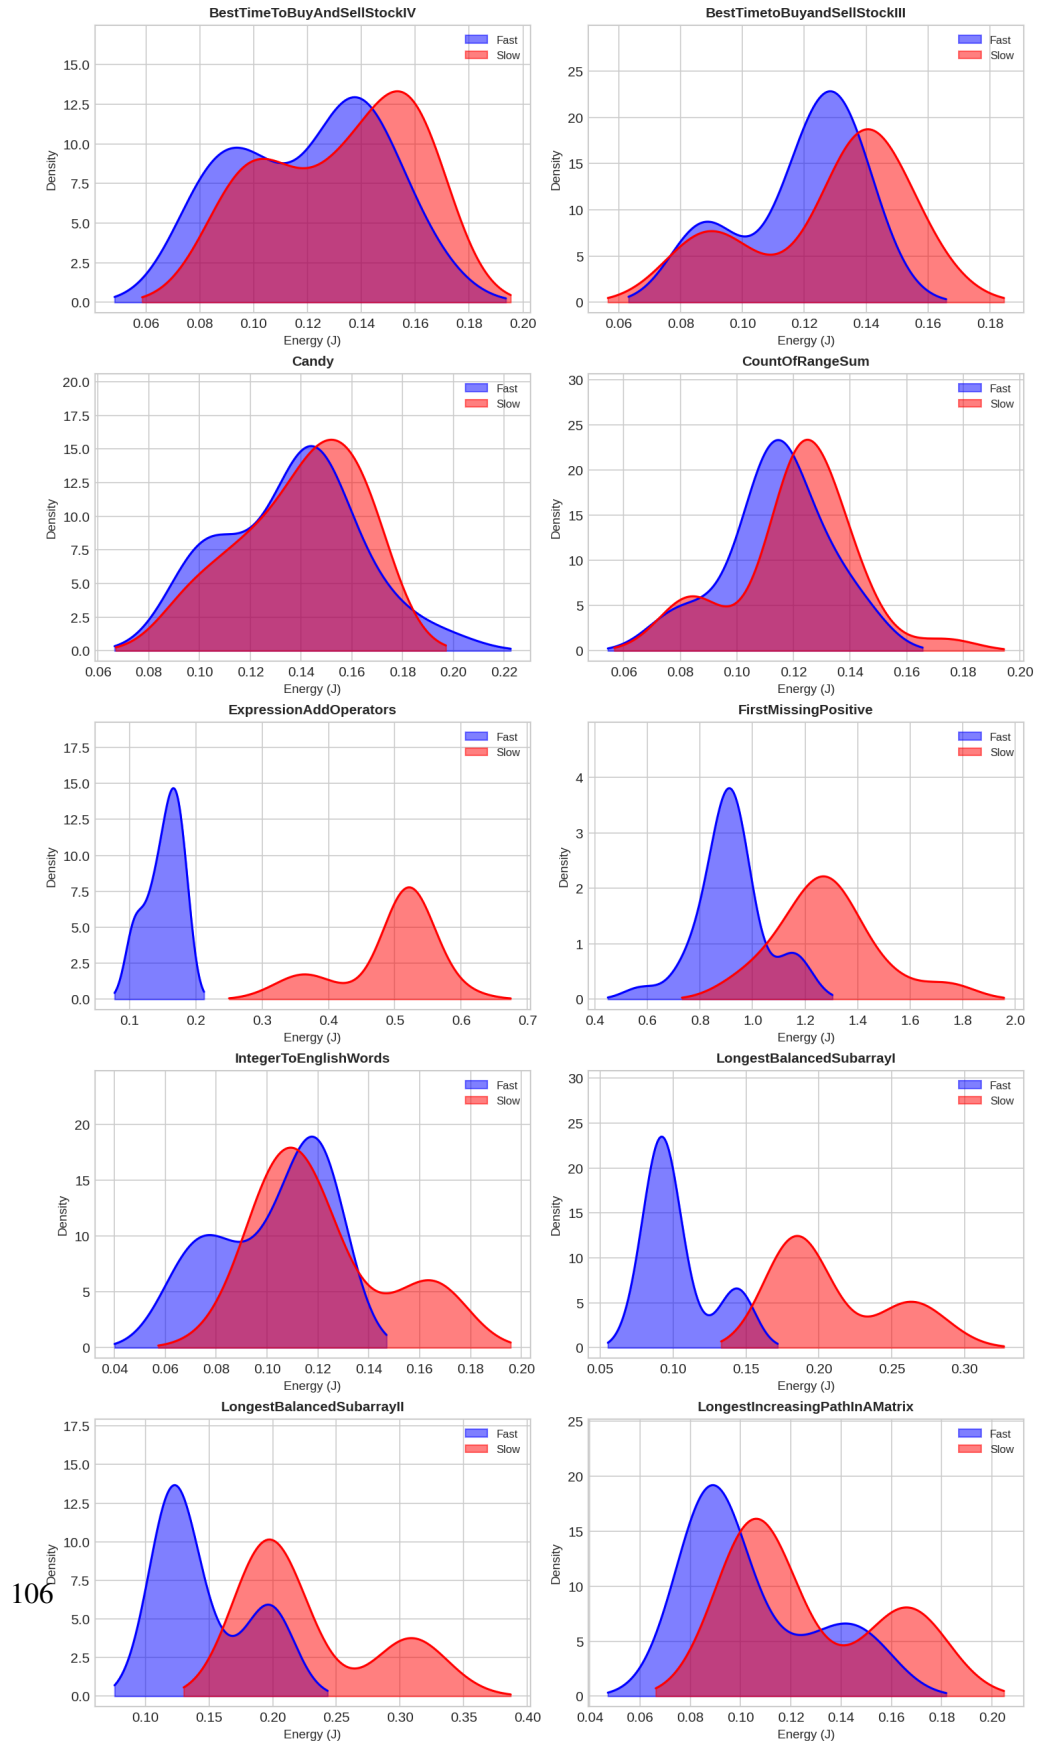 BestTimeToBuyAndSellStockIV
Fast
Slow
15.0
12.5
10.0
7.5
5.0
2.5
0.0
Density
0.06 0.08 0.10 0.12 0.14 0.16 0.18 0.20
Energy (J)
BestTimetoBuyandSellStockIII
Fast
Slow
25
20
15
10
5
0
Density
0.06 0.08 0.10 0.12 0.14 0.16 0.18
Energy (J)
Candy
Fast
Slow
20.0
17.5
15.0
12.5
10.0
7.5
5.0
2.5
0.0
Density
0.06 0.08 0.10 0.12 0.14 0.16 0.18 0.20 0.22
Energy (J)
CountOfRangeSum
Fast
Slow
30
25
20
15
10
5
0
Density
0.06 0.08 0.10 0.12 0.14 0.16 0.18 0.20
Energy (J)
ExpressionAddOperators
Fast
Slow
17.5
15.0
12.5
10.0
7.5
5.0
2.5
0.0
Density
0.1 0.2 0.3 0.4 0.5 0.6 0.7
Energy (J)
FirstMissingPositive
Fast
Slow
4
3
2
1
0
Density
0.4 0.6 0.8 1.0 1.2 1.4 1.6 1.8 2.0
Energy (J)
IntegerToEnglishWords
Fast
Slow
20
15
10
5
0
Density
0.04 0.06 0.08 0.10 0.12 0.14 0.16 0.18 0.20
Energy (J)
LongestBalancedSubarrayI
Fast
Slow
30
25
20
15
10
5
0
Density
0.05 0.10 0.15 0.20 0.25 0.30
Energy (J)
LongestBalancedSubarrayII
Fast
Slow
17.5
15.0
12.5
10.0
7.5
5.0
2.5
0.0
Density
0.10 0.15 0.20 0.25 0.30 0.35 0.40
Energy (J)
LongestIncreasingPathInAMatrix
Fast
Slow
25
20
15
10
5
0
Density
0.04 0.06 0.08 0.10 0.12 0.14 0.16 0.18 0.20
Energy (J)
106